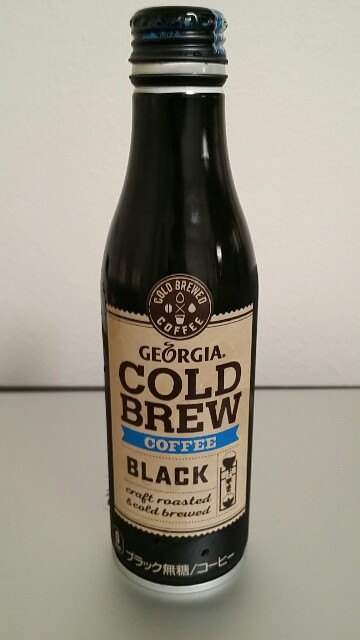 COLD BREWED
COFFEE
GEORGIA.
COLD
BREW
COFFEE
BLACK
craft roasted
& cold brewed
ブラック無糖/コーヒー